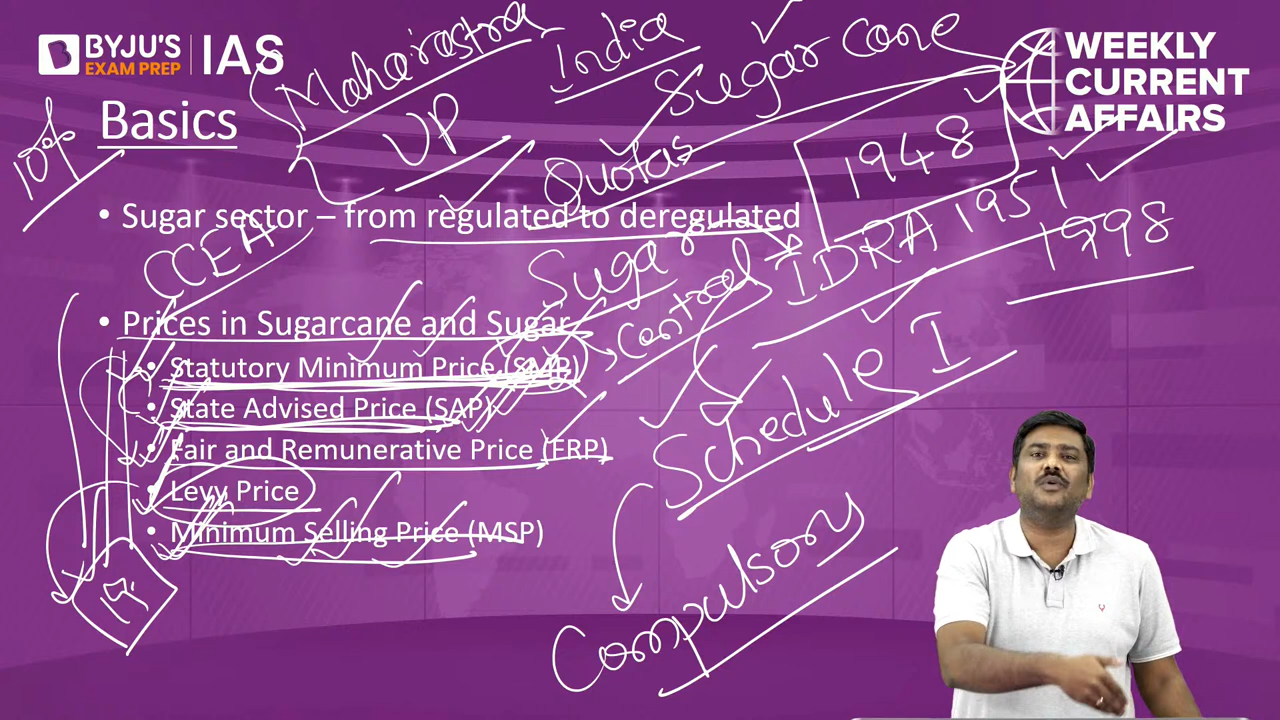 BYJU'S
EXAM PREP
IAS
WEEKLY
CURRENT
AFFAIRS
Maharastra
India
Sugar cane
10%
Basics
UP
Quotas
1948
Sugar sector – from regulated to deregulated
IDRA 1951
1998
CCEA
Sugar
Central
• Prices in Sugarcane and Sugar
• Statutory Minimum Price (SMP)
• State Advised Price (SAP)
• Fair and Remunerative Price (FRP)
• Levy Price
• Minimum Selling Price (MSP)
Schedule I
Compulsory